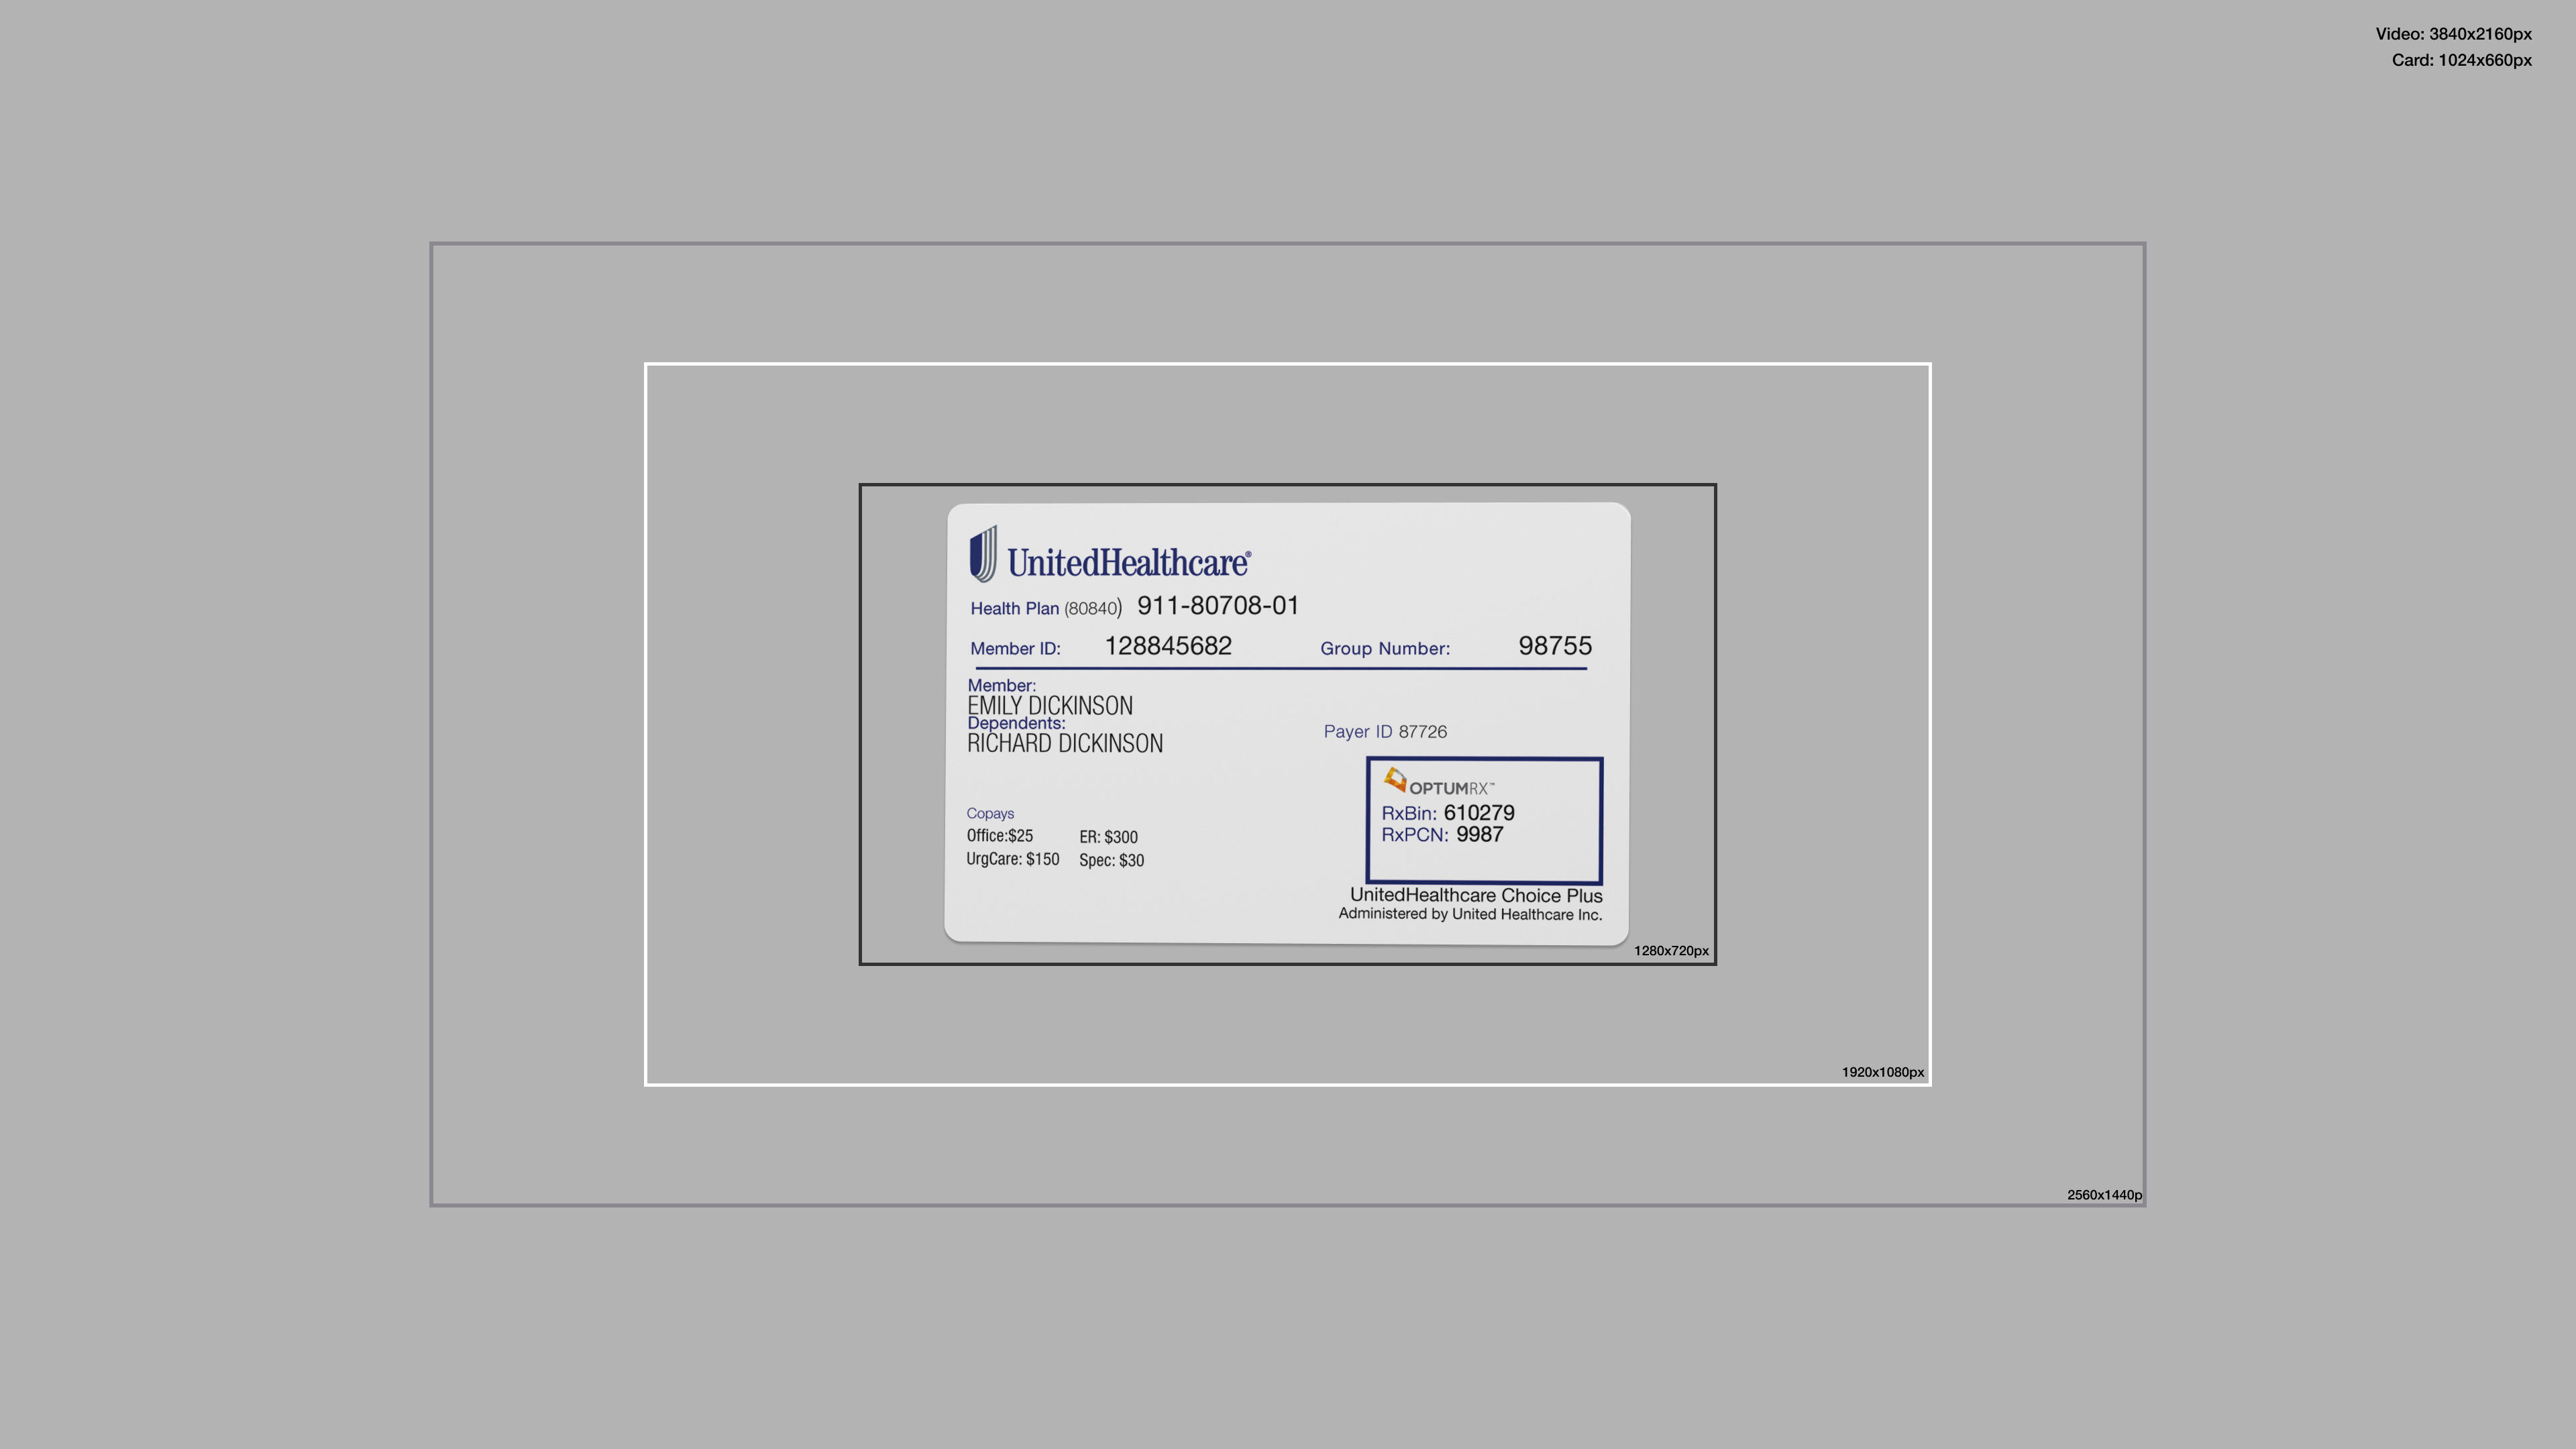 Video: 3840x2160px
Card: 1024x660px
UnitedHealthcare®
Health Plan (80840) 911-80708-01
Member ID: 128845682 Group Number: 98755
Member:
EMILY DICKINSON
Dependents:
RICHARD DICKINSON
Payer ID 87726
OPTUMRX™
RxBin: 610279
RxPCN: 9987
Copays
Office:$25 ER: $300
UrgCare: $150 Spec: $30
UnitedHealthcare Choice Plus
Administered by United Healthcare Inc.
1280x720px
1920x1080px
2560x1440p